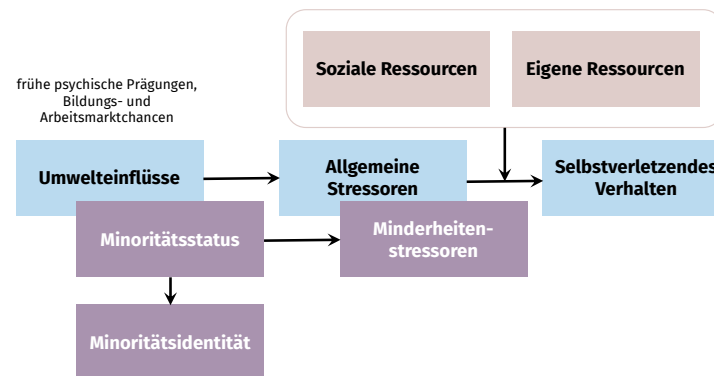 Soziale Ressourcen
Eigene Ressourcen
frühe psychische Prägungen,
Bildungs- und
Arbeitsmarktchancen
Umwelteinflüsse
Allgemeine
Stressoren
Selbstverletzendes
Verhalten
Minoritätsstatus
Minderheiten-
stressoren
Minoritätsidentität